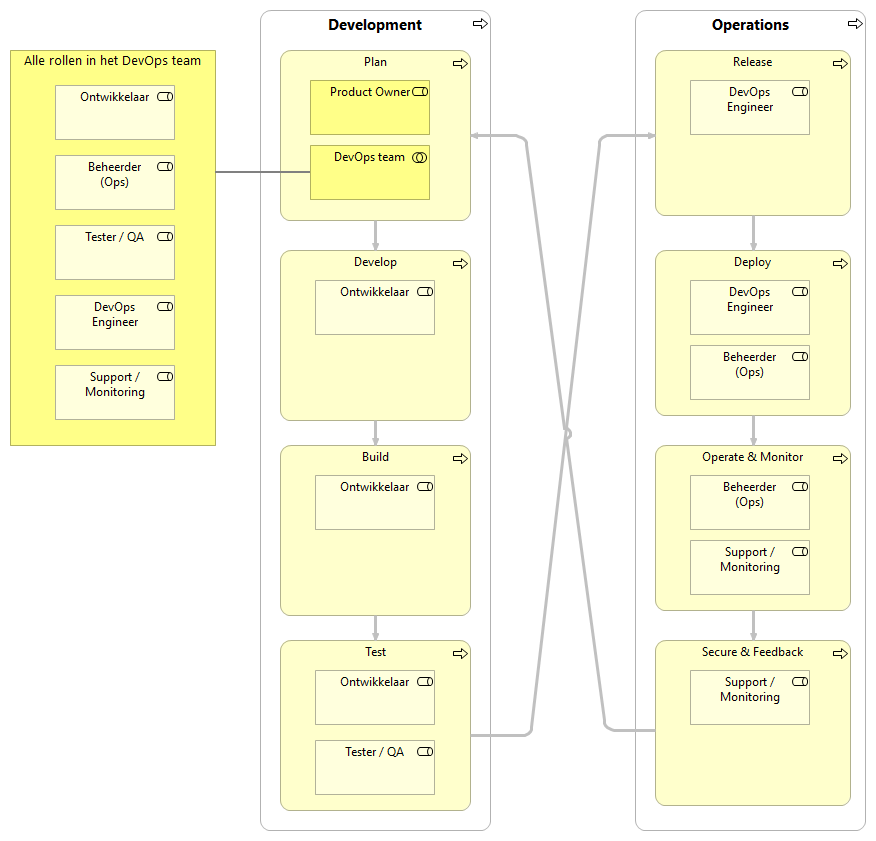 Alle rollen in het DevOps team
Ontwikkelaar
Beheerder
(Ops)
Tester / QA
DevOps
Engineer
Support /
Monitoring
Development
Plan
Product Owner
DevOps team
Develop
Ontwikkelaar
Build
Ontwikkelaar
Test
Ontwikkelaar
Tester / QA
Operations
Release
DevOps
Engineer
Deploy
DevOps
Engineer
Beheerder
(Ops)
Operate & Monitor
Beheerder
(Ops)
Support /
Monitoring
Secure & Feedback
Support /
Monitoring